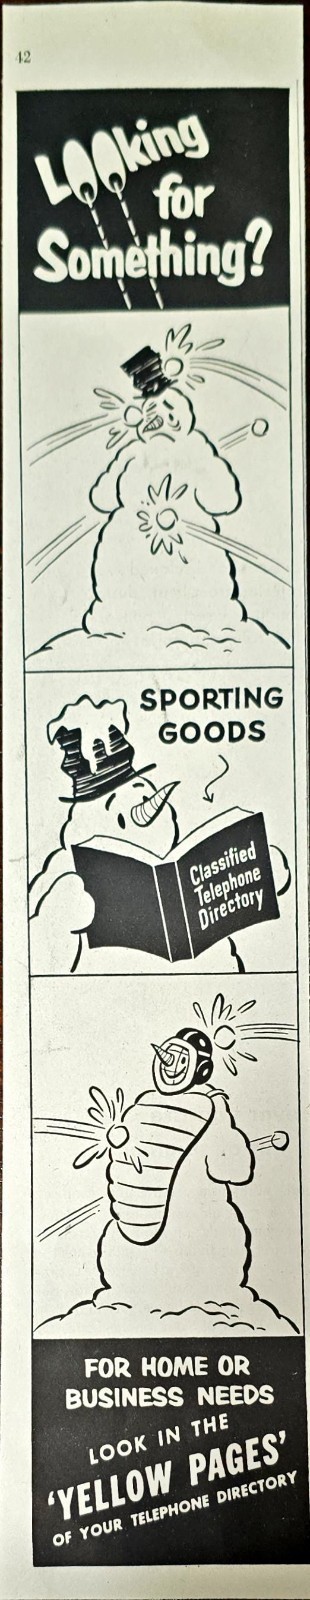 42
Looking
for
Something?
SPORTING
GOODS
Classified
Telephone
Directory
FOR HOME OR
BUSINESS NEEDS
LOOK IN THE
'YELLOW PAGES'
OF YOUR TELEPHONE DIRECTORY